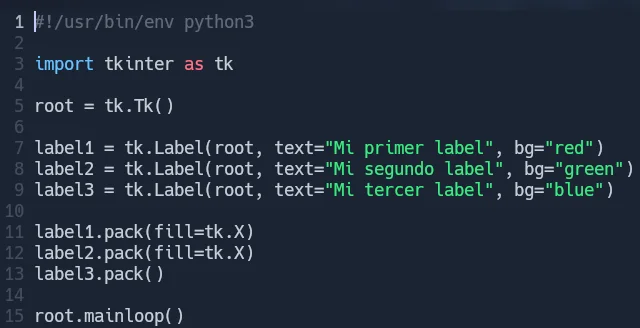 1 #!/usr/bin/env python3
2
3 import tkinter as tk
4
5 root = tk.Tk()
6
7 label1 = tk.Label(root, text="Mi primer label", bg="red")
8 label2 = tk.Label(root, text="Mi segundo label", bg="green")
9 label3 = tk.Label(root, text="Mi tercer label", bg="blue")
10
11 label1.pack(fill=tk.X)
12 label2.pack(fill=tk.X)
13 label3.pack()
14
15 root.mainloop()